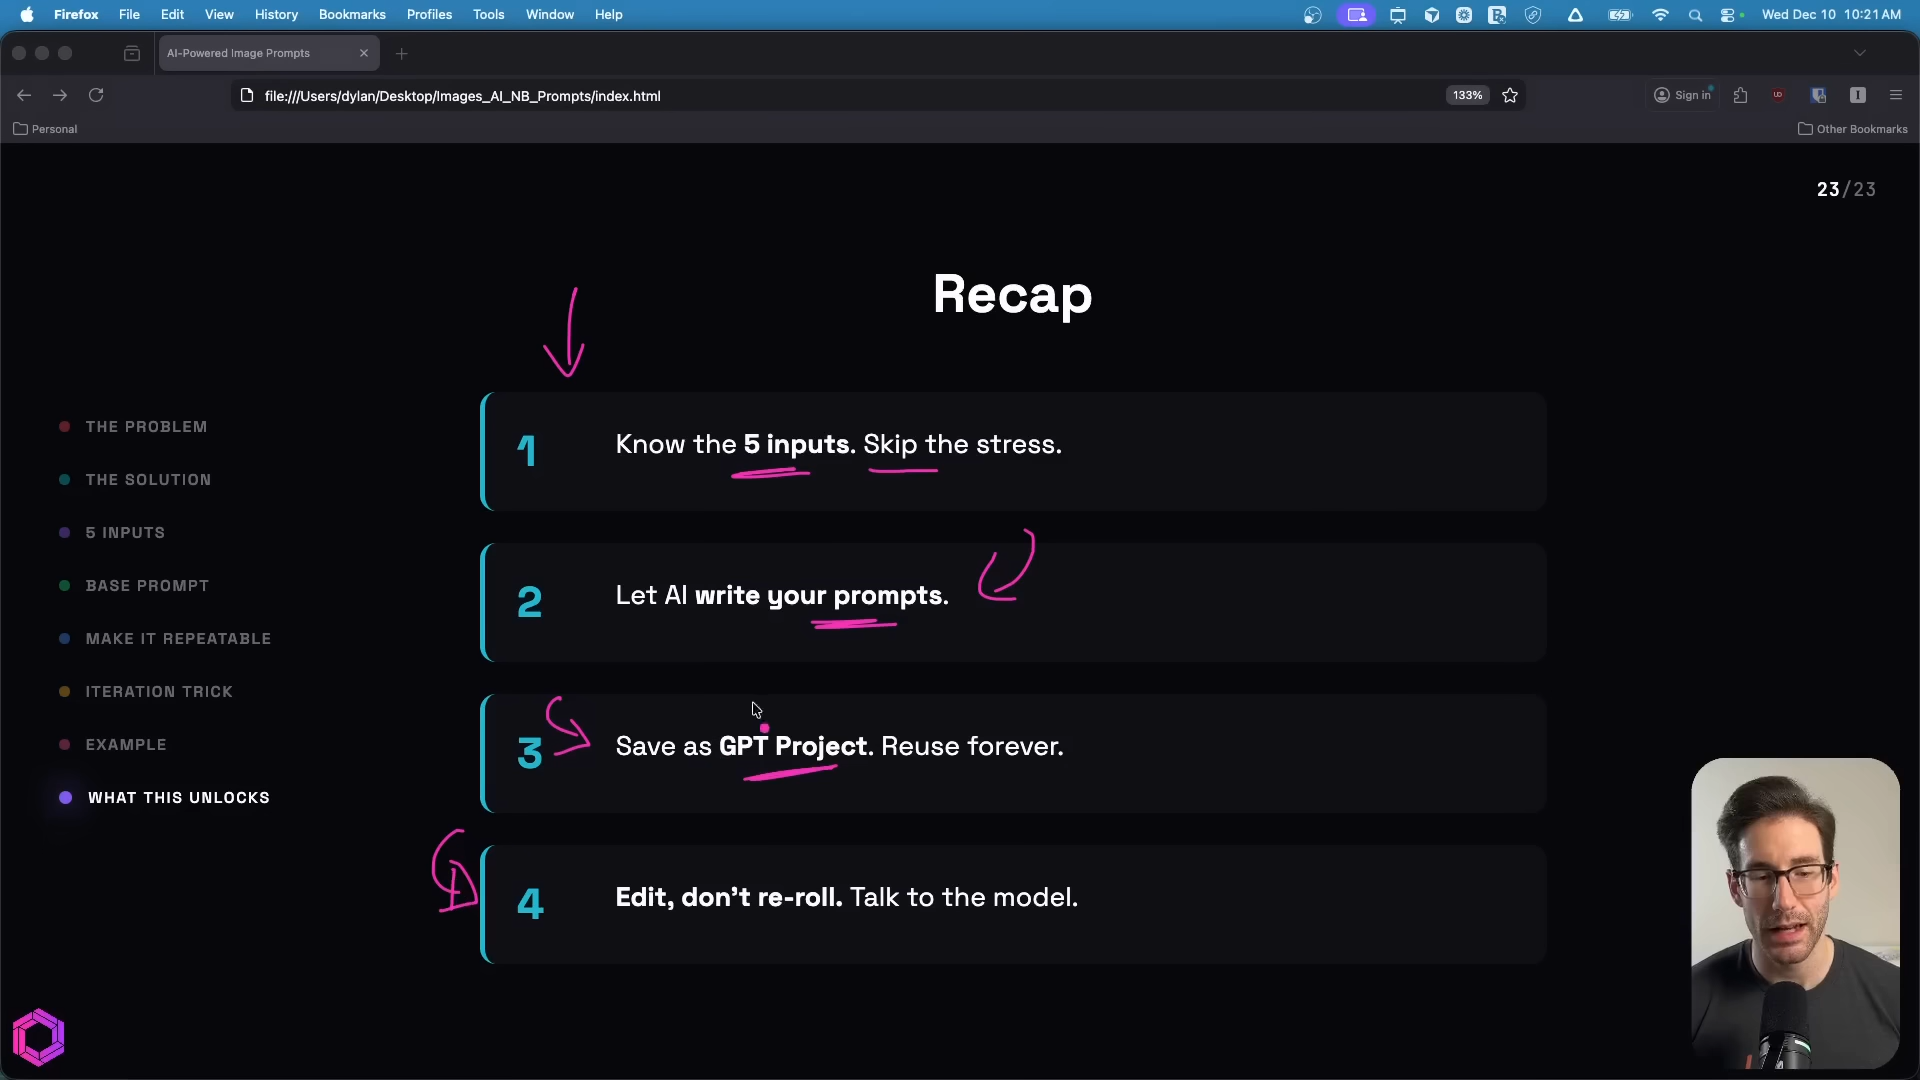 Firefox File Edit View History Bookmarks Profiles Tools Window Help Wed Dec 10 10:21 AM
AI-Powered Image Prompts
file:///Users/dylan/Desktop/Images_AI_NB_Prompts/index.html 133% Sign in
Personal Other Bookmarks
23/23
Recap
THE PROBLEM
THE SOLUTION
5 INPUTS
BASE PROMPT
MAKE IT REPEATABLE
ITERATION TRICK
EXAMPLE
WHAT THIS UNLOCKS
1 Know the 5 inputs. Skip the stress.
2 Let AI write your prompts.
3 Save as GPT Project. Reuse forever.
4 Edit, don't re-roll. Talk to the model.